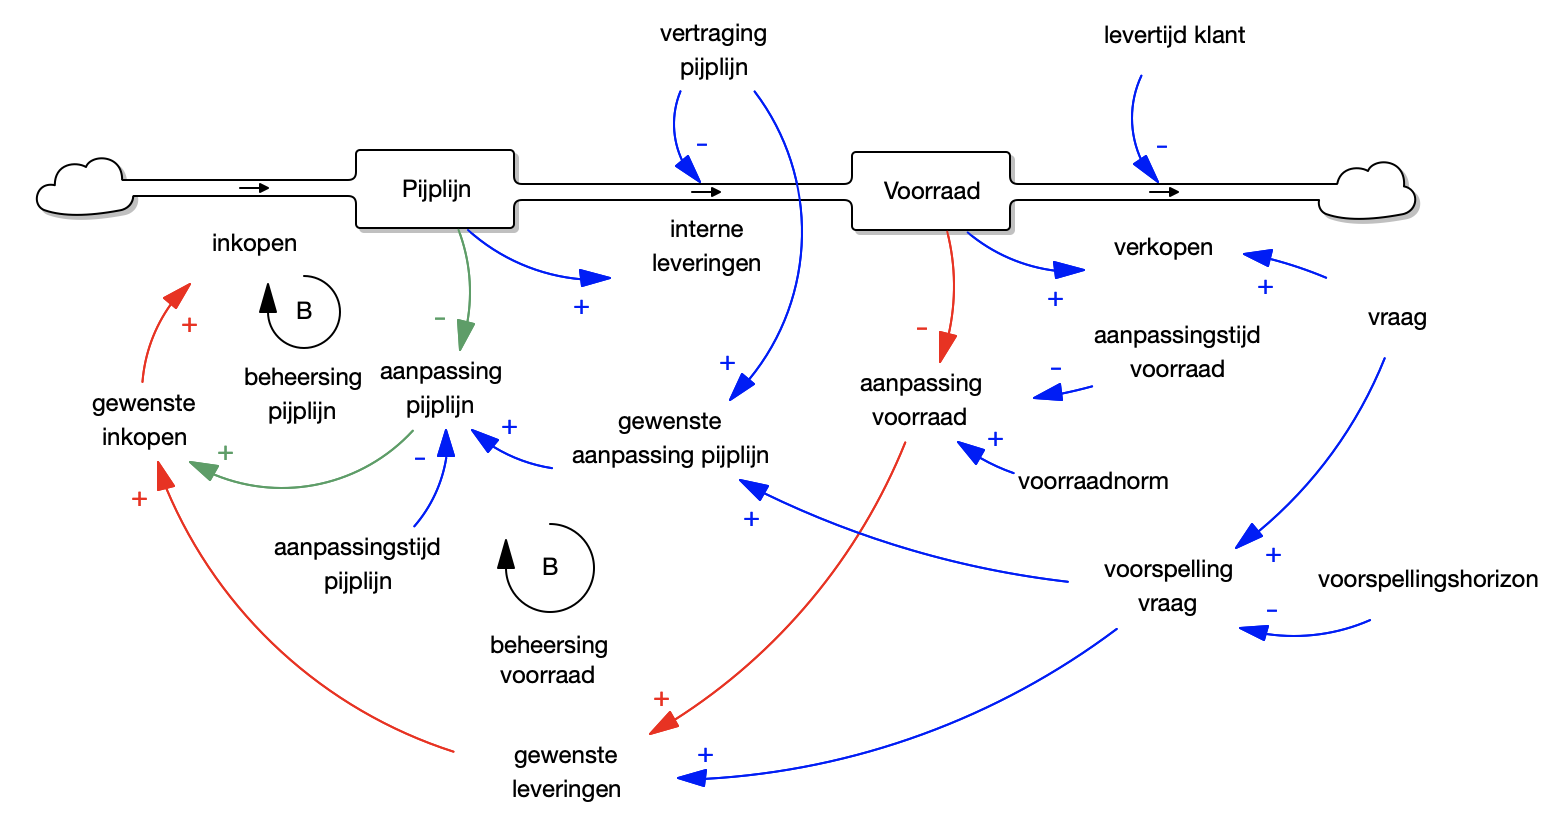 vertraging
pijplijn
levertijd klant
-
-
Pijplijn
Voorraad
inkopen
interne
leveringen
verkopen
+
+
+
vraag
B
+
-
-
beheersing
pijplijn
aanpassing
pijplijn
+
aanpassing
voorraad
-
aanpassingstijd
voorraad
gewenste
inkopen
+
-
+
gewenste
aanpassing pijplijn
+
voorraadnorm
+
+
aanpassingstijd
pijplijn
B
beheersing
voorraad
+
voorspelling
vraag
-
voorspellingshorizon
+
+
gewenste
leveringen